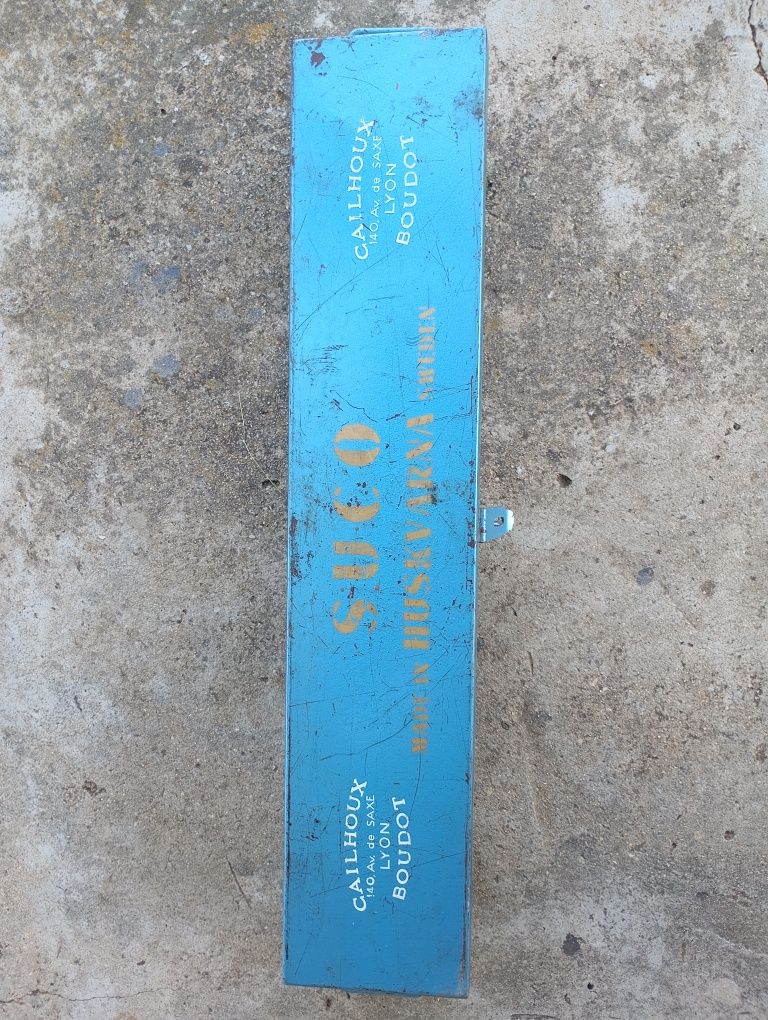 CAILHOUX
140, Av. de SAXE
LYON
BOUDOT
SUCO
MADE IN HUSKVARNA SWEDEN
CAILHOUX
140, Av. de SAXE
LYON
BOUDOT